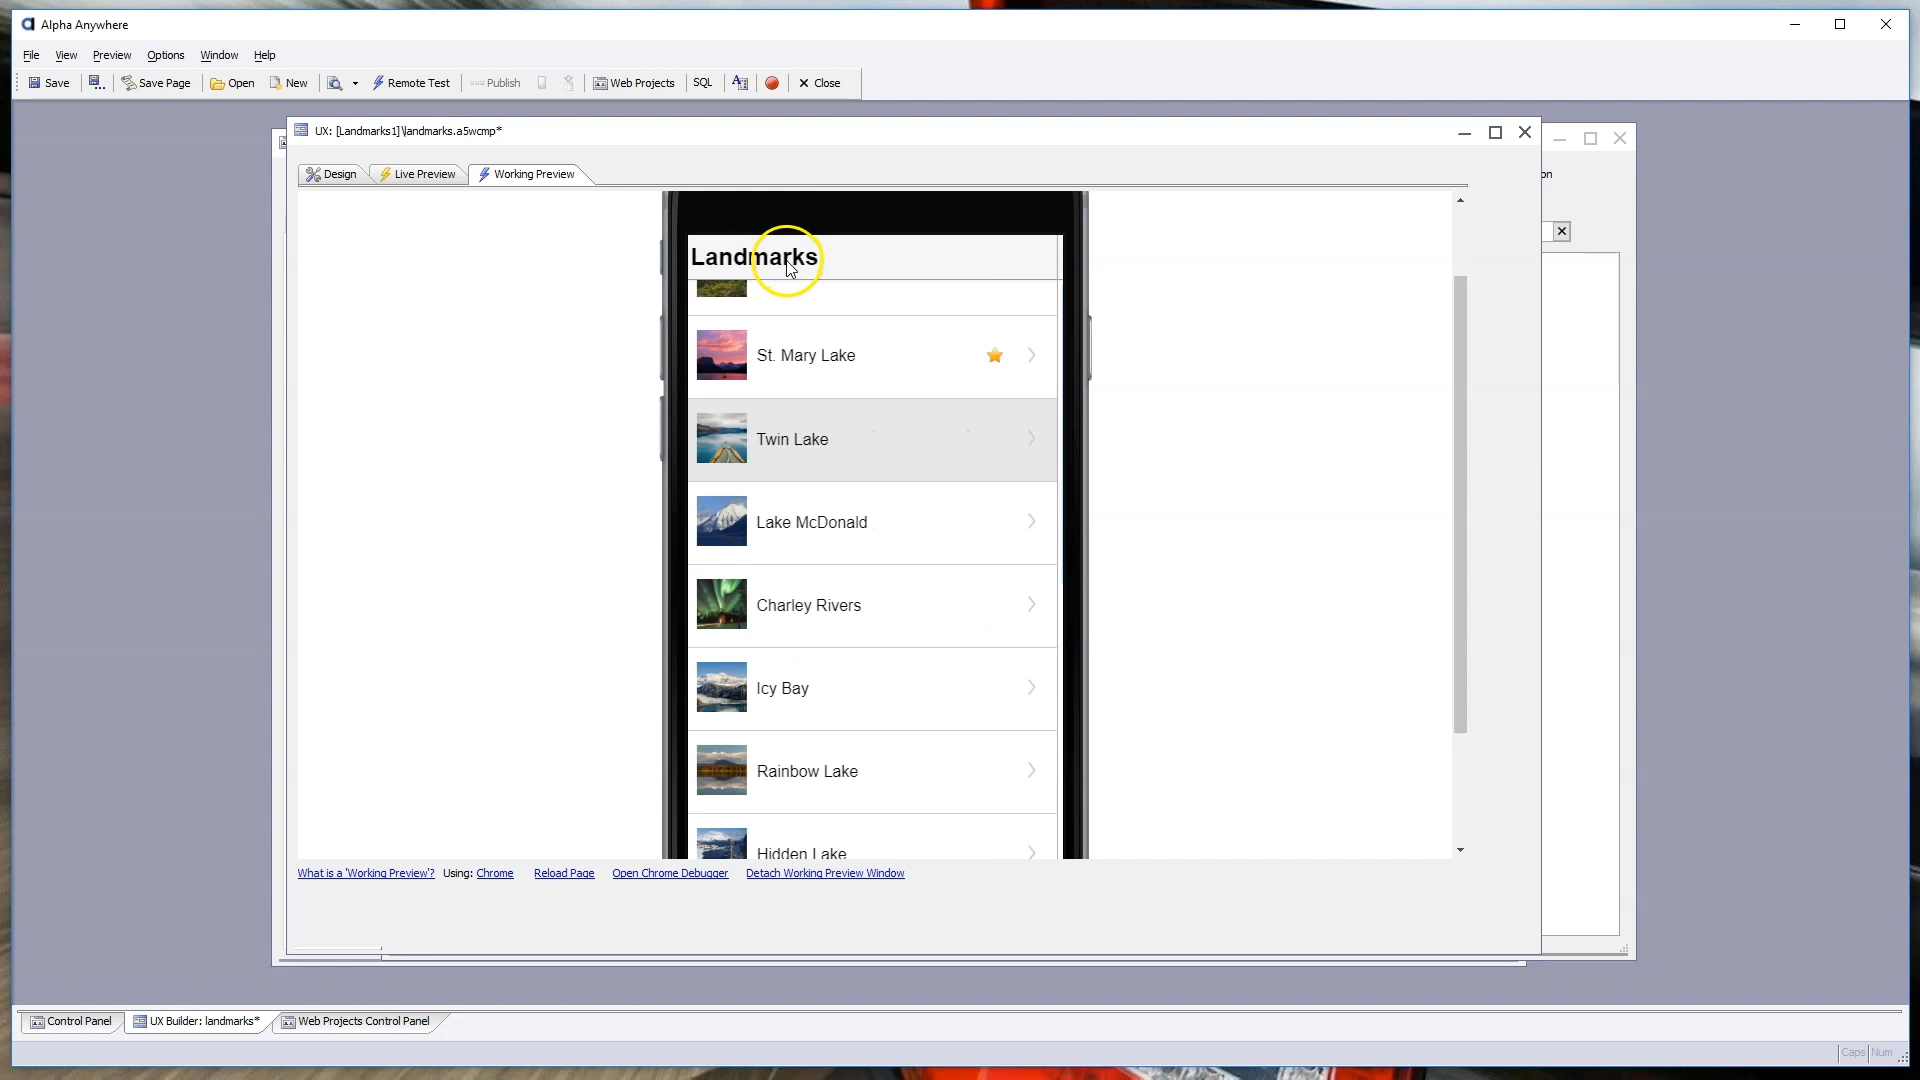 Alpha Anywhere
File View Preview Options Window Help
Save Save Page Open New Remote Test Publish Web Projects SQL Close
UX: [Landmarks1]\landmarks.a5wcmp*
Design Live Preview Working Preview
on
Landmarks
St. Mary Lake
Twin Lake
Lake McDonald
Charley Rivers
Icy Bay
Rainbow Lake
Hidden Lake
What is a 'Working Preview'? Using: Chrome Reload Page Open Chrome Debugger Detach Working Preview Window
Control Panel UX Builder: landmarks* Web Projects Control Panel
Caps Num